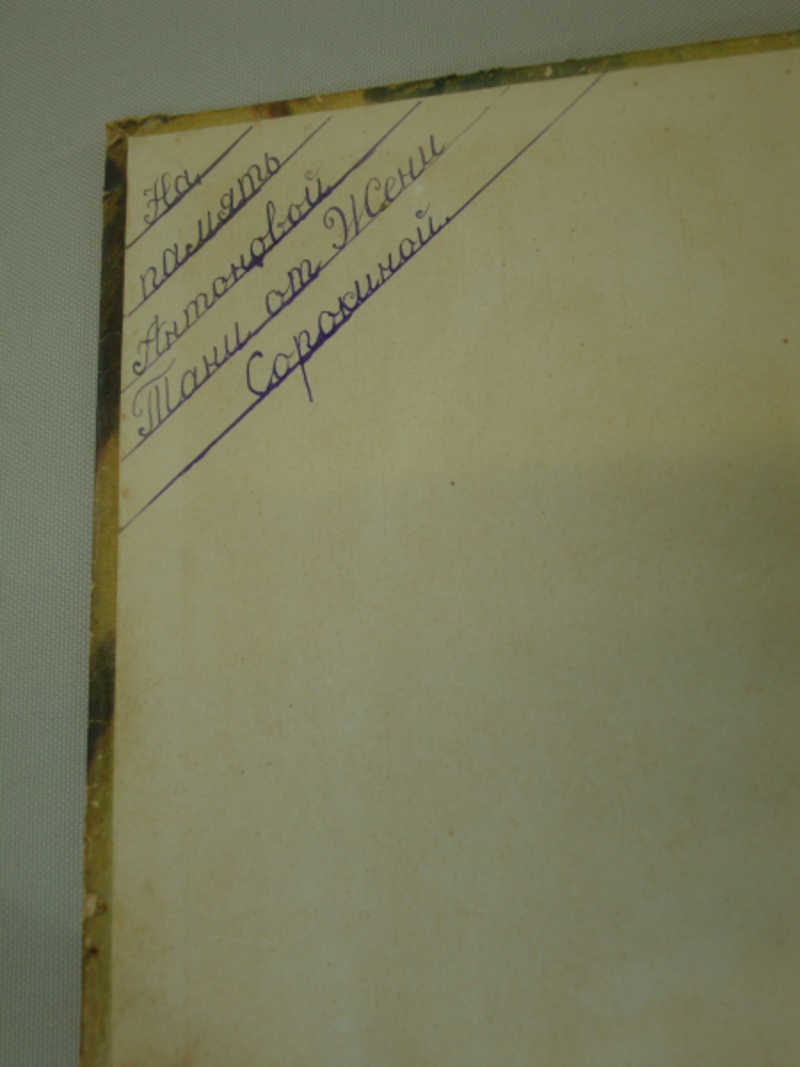 На
память
Антоновой
Тани от Жени
Сорокиной.